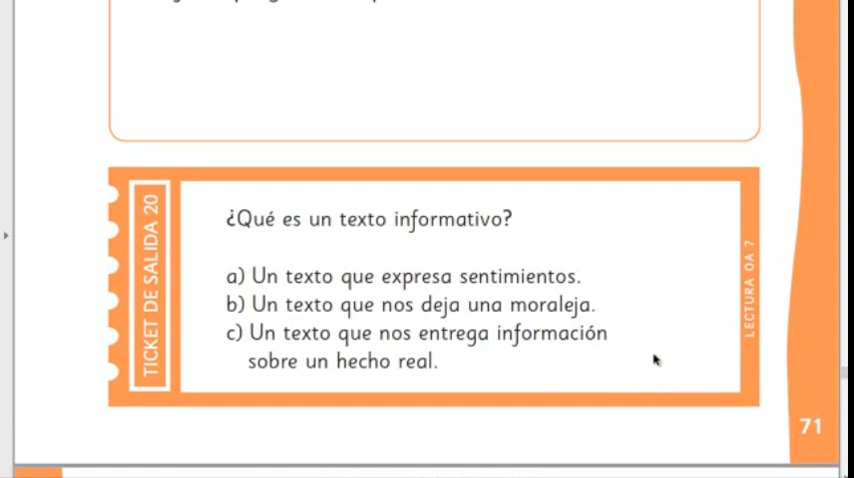 TICKET DE SALIDA 20
¿Qué es un texto informativo?
a) Un texto que expresa sentimientos.
b) Un texto que nos deja una moraleja.
c) Un texto que nos entrega información
sobre un hecho real.
LECTURA OA 7
71